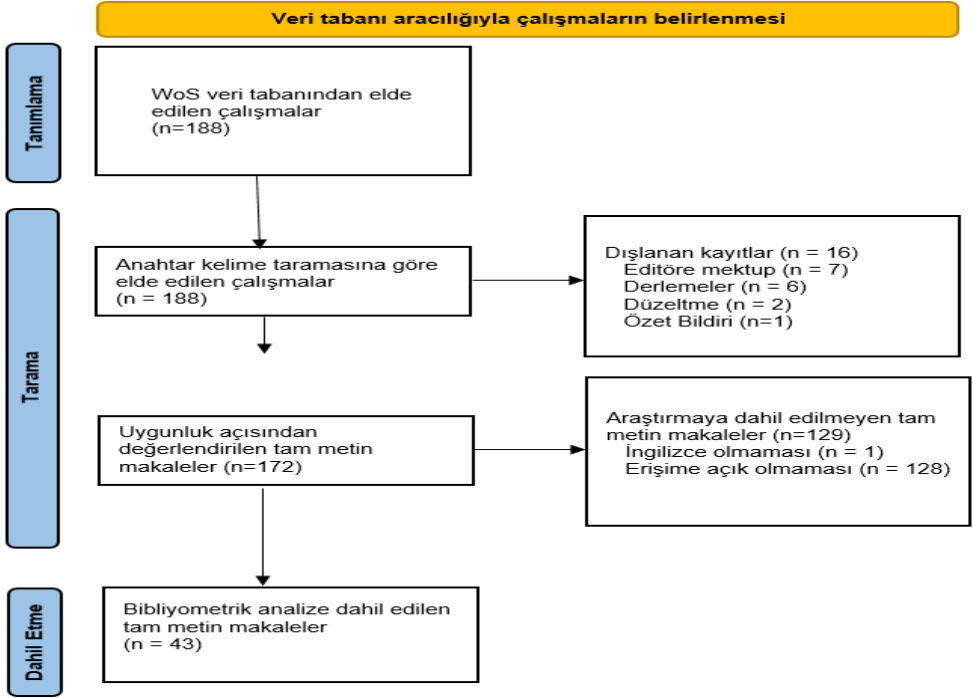 Veri tabanı aracılığıyla çalışmaların belirlenmesi
Tanımlama
WoS veri tabanından elde
edilen çalışmalar
(n=188)
Tarama
Anahtar kelime taramasına göre
elde edilen çalışmalar
(n = 188)
Dışlanan kayıtlar (n = 16)
Editöre mektup (n = 7)
Derlemeler (n = 6)
Düzeltme (n = 2)
Özet Bildiri (n=1)
Uygunluk açısından
değerlendirilen tam metin
makaleler (n=172)
Araştırmaya dahil edilmeyen tam
metin makaleler (n=129)
İngilizce olmaması (n = 1)
Erişime açık olmaması (n = 128)
Dahil Etme
Bibliyometrik analize dahil edilen
tam metin makaleler
(n = 43)